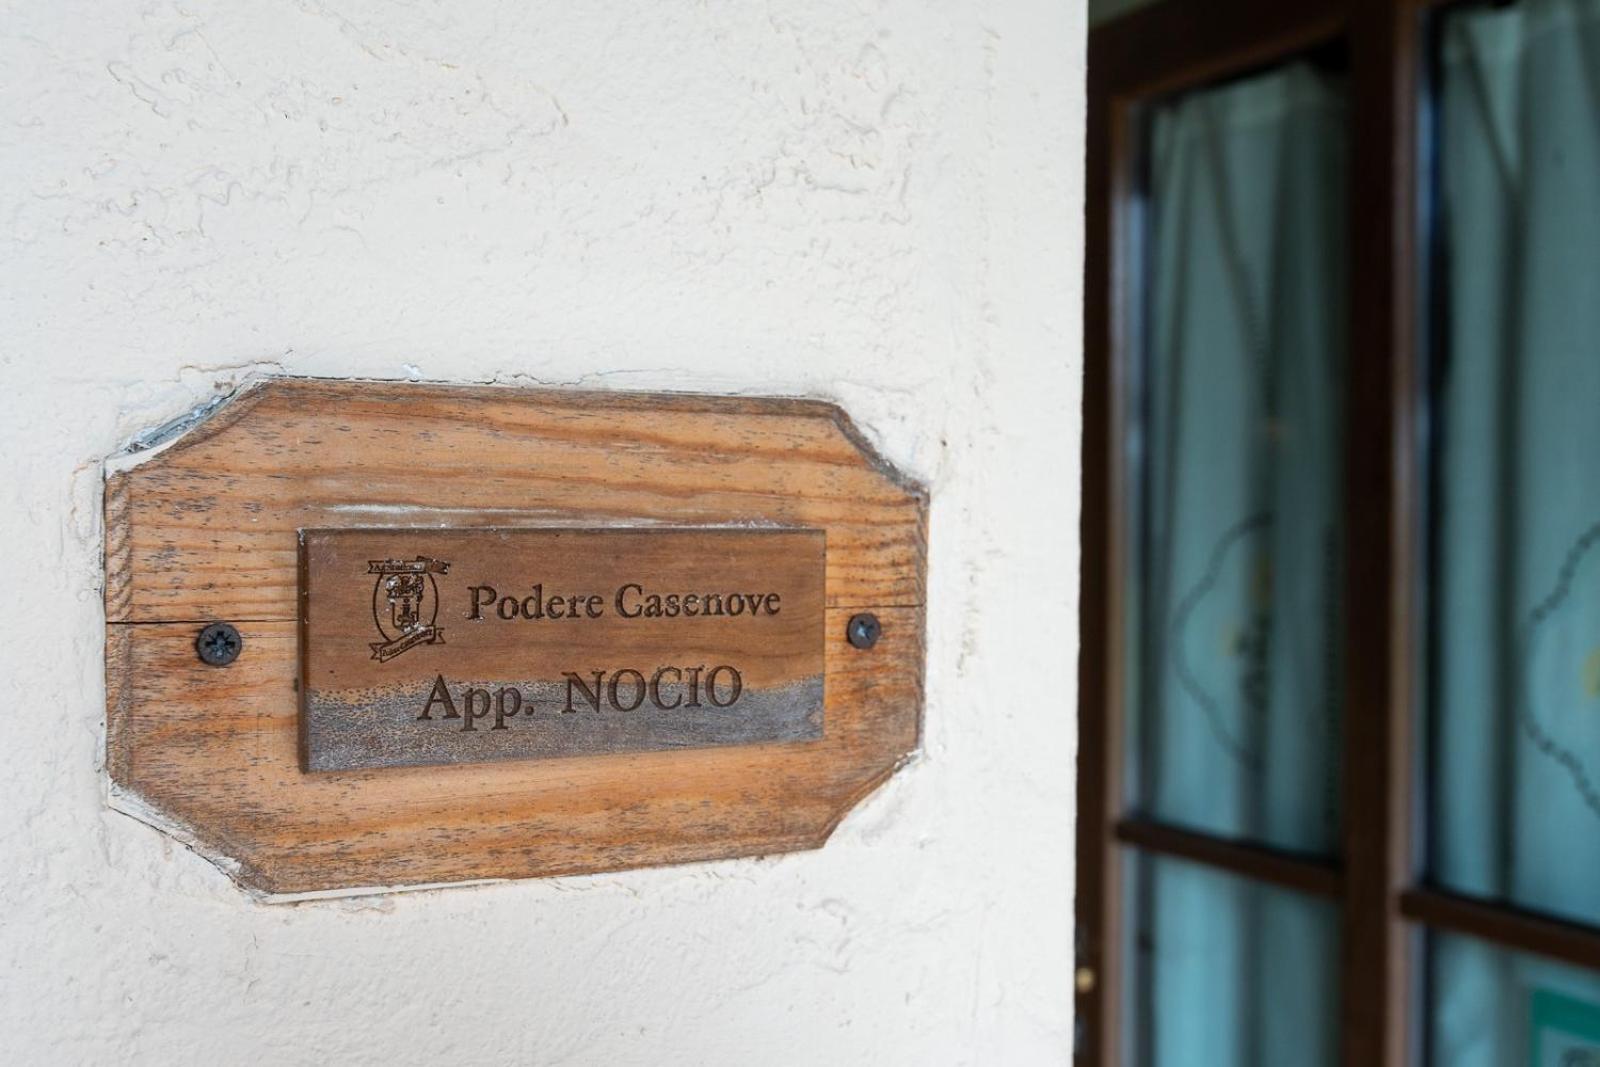 Podere Casenove
App. NOCIO